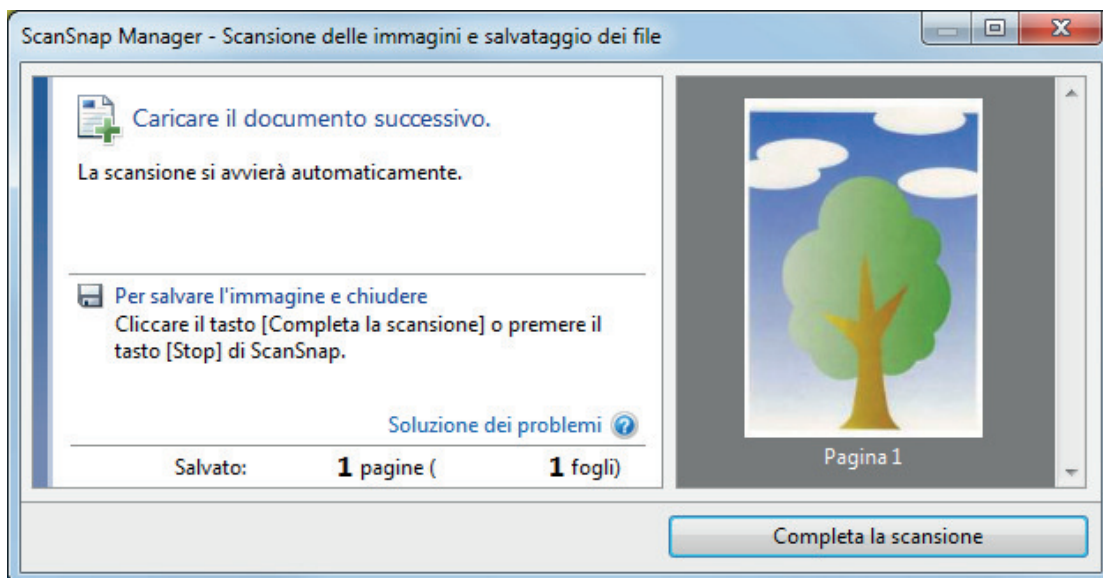 ScanSnap Manager - Scansione delle immagini e salvataggio dei file
Caricare il documento successivo.
La scansione si avvierà automaticamente.
Per salvare l'immagine e chiudere
Cliccare il tasto [Completa la scansione] o premere il
tasto [Stop] di ScanSnap.
Soluzione dei problemi
Salvato: 1 pagine ( 1 fogli)
Pagina 1
Completa la scansione